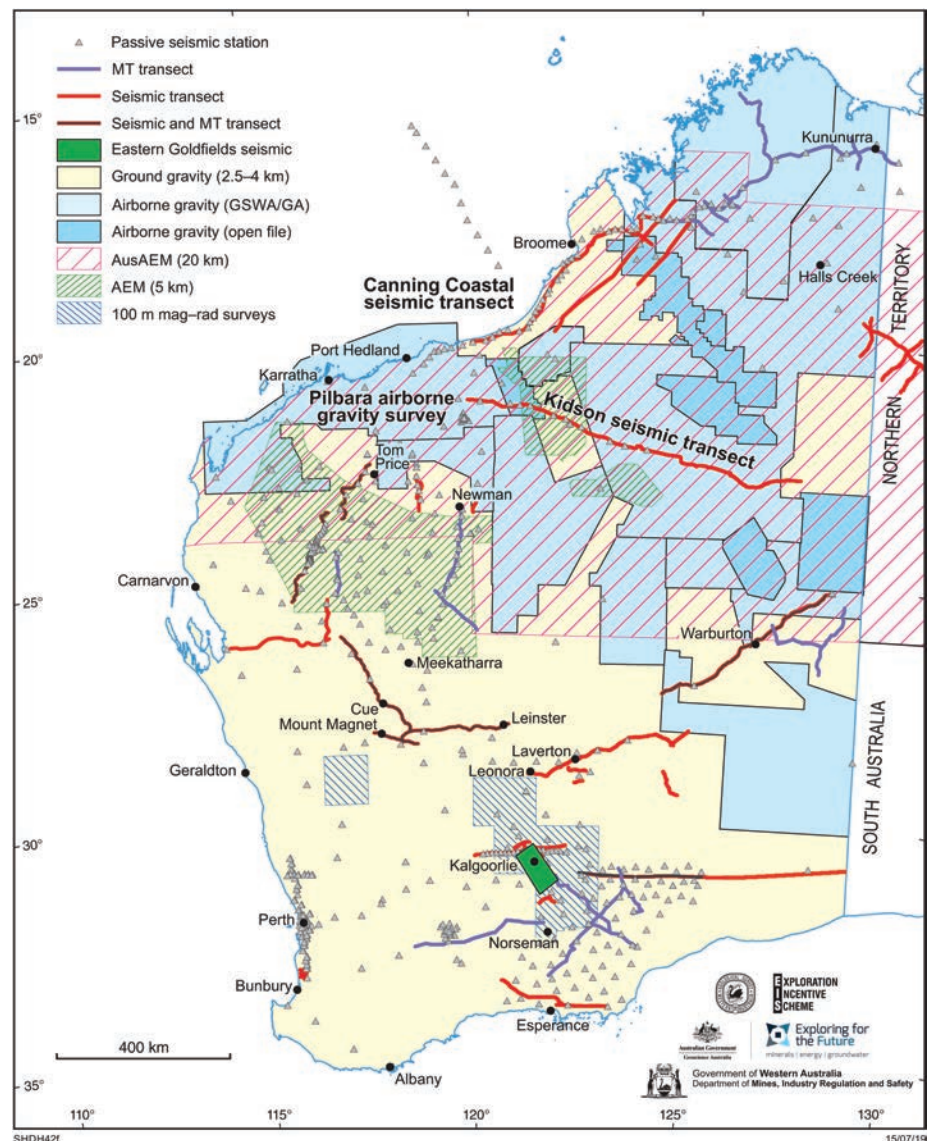 Passive seismic station
MT transect
Seismic transect
Seismic and MT transect
Eastern Goldfields seismic
Ground gravity (2.5–4 km)
Airborne gravity (GSWA/GA)
Airborne gravity (open file)
AusAEM (20 km)
AEM (5 km)
100 m mag–rad surveys
15°
20°
25°
30°
35°
Kununurra
Broome
Halls Creek
Canning Coastal
seismic transect
Port Hedland
Karratha
Pilbara airborne
gravity survey
Kidson seismic transect
Tom
Price
Newman
NORTHERN TERRITORY
Carnarvon
Warburton
Meekatharra
Cue
Mount Magnet
Leinster
Laverton
Leonora
Geraldton
SOUTH AUSTRALIA
Kalgoorlie
Perth
Norseman
Bunbury
Esperance
Albany
400 km
EIS
EXPLORATION
INCENTIVE
SCHEME
Australian Government
Geoscience Australia
Exploring for
the Future
minerals | energy | groundwater
Government of Western Australia
Department of Mines, Industry Regulation and Safety
110°
115°
120°
125°
130°
SHDH42f
15/07/19